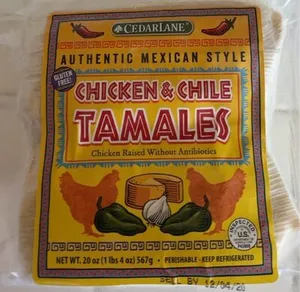 CEDARLANE
AUTHENTIC MEXICAN STYLE
GLUTEN
FREE!
CHICKEN & CHILE
TAMALES
Chicken Raised Without Antibiotics
INSPECTED
U.S.
NET WT. 20 oz (1 lbs 4 oz) 567g • PERISHABLE - KEEP REFRIGERATED
SELL BY 12/04/20